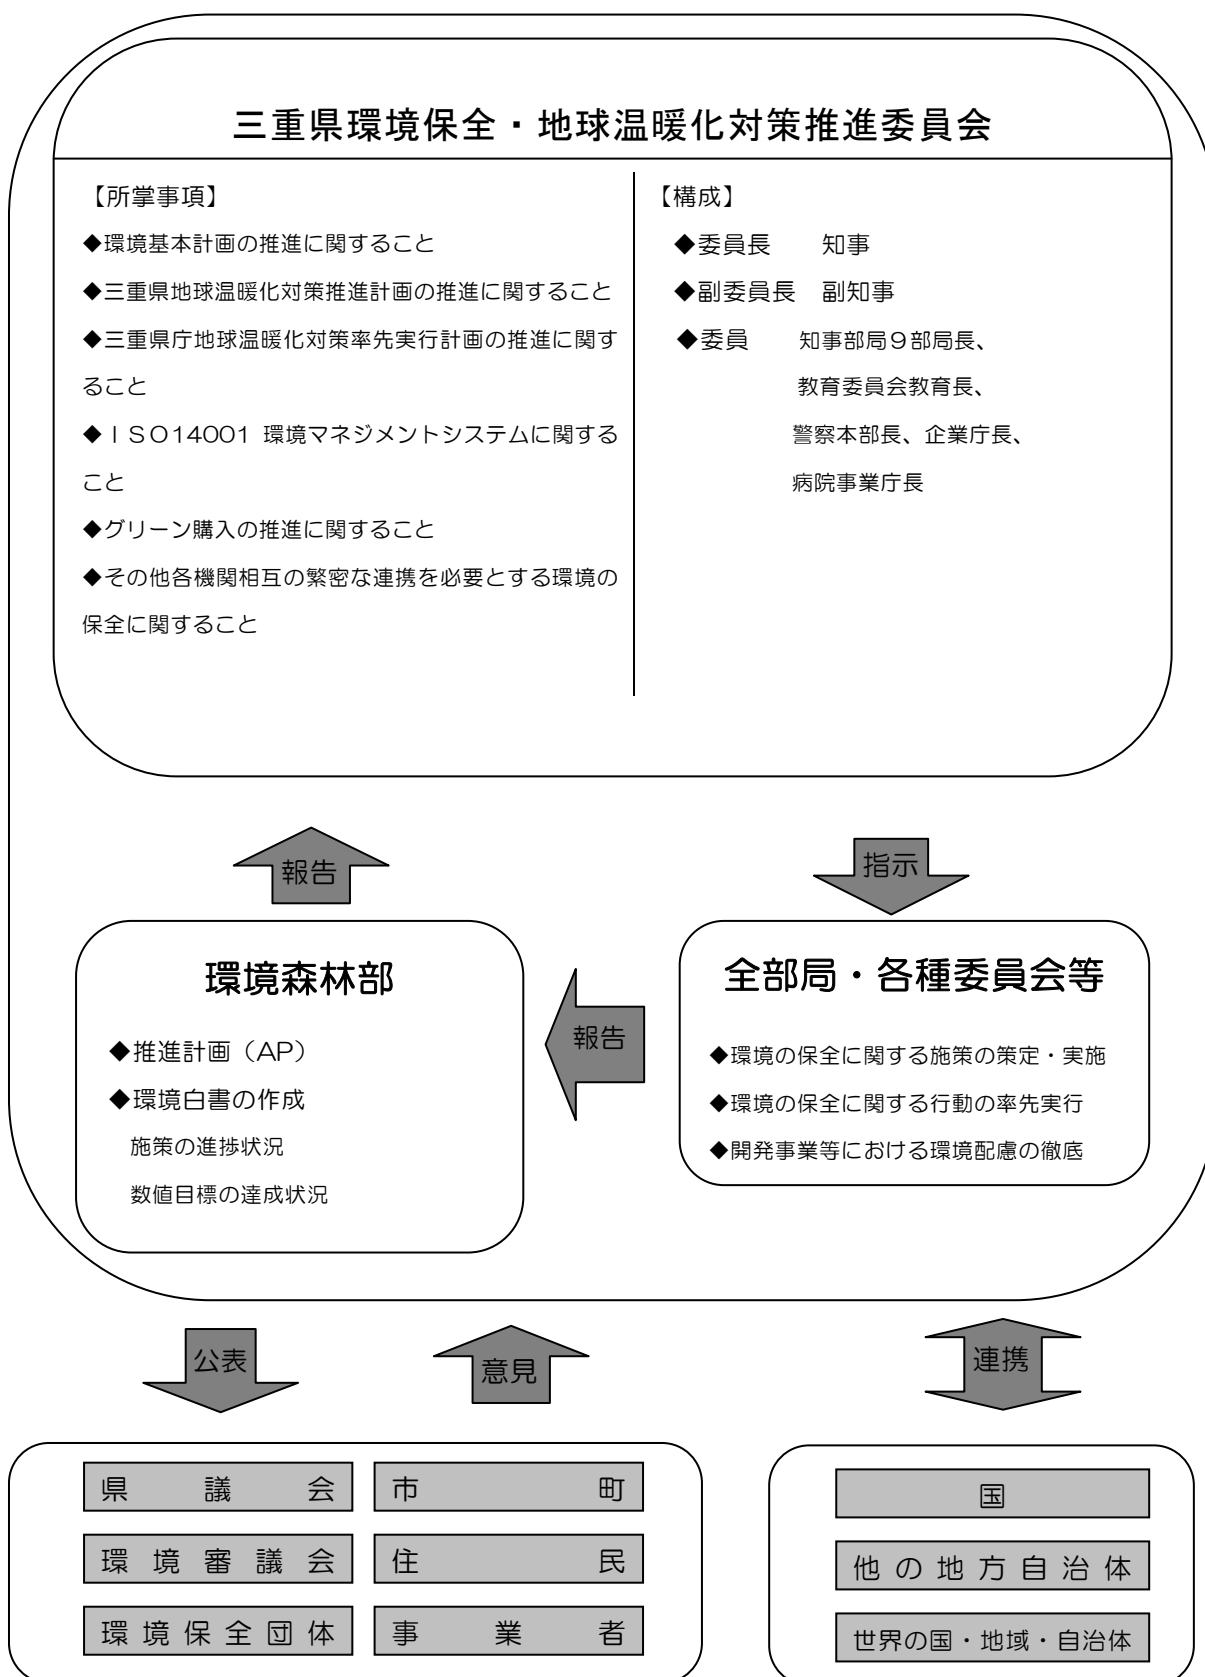 三重県環境保全・地球温暖化対策推進委員会
【所掌事項】
◆環境基本計画の推進に関すること
◆三重県地球温暖化対策推進計画の推進に関すること
◆三重県庁地球温暖化対策率先実行計画の推進に関す
ること
◆ＩＳＯ14001 環境マネジメントシステムに関する
こと
◆グリーン購入の推進に関すること
◆その他各機関相互の緊密な連携を必要とする環境の
保全に関すること
【構成】
◆委員長　　知事
◆副委員長　副知事
◆委員　　知事部局９部局長、
教育委員会教育長、
警察本部長、企業庁長、
病院事業庁長
報告
指示
環境森林部
◆推進計画（AP）
◆環境白書の作成
施策の進捗状況
数値目標の達成状況
報告
全部局・各種委員会等
◆環境の保全に関する施策の策定・実施
◆環境の保全に関する行動の率先実行
◆開発事業等における環境配慮の徹底
公表
意見
連携
県議会
市町
環境審議会
住民
環境保全団体
事業者
国
他の地方自治体
世界の国・地域・自治体